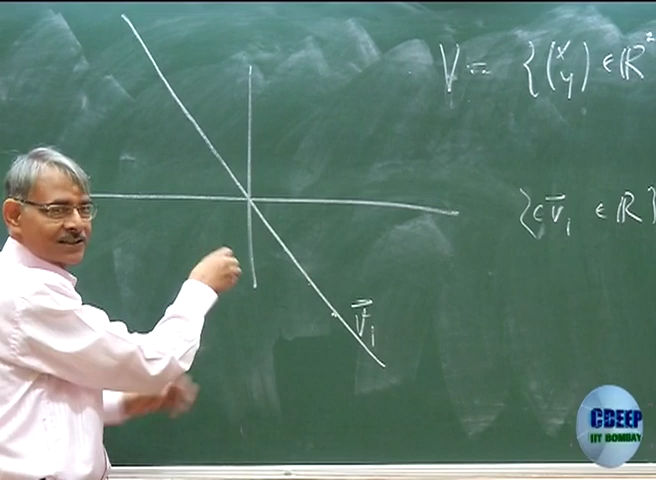 V = { (x y) ∈ ℝ²
{c v⃗₁ ∈ ℝ}
v⃗₁
CDEEP
IIT BOMBAY